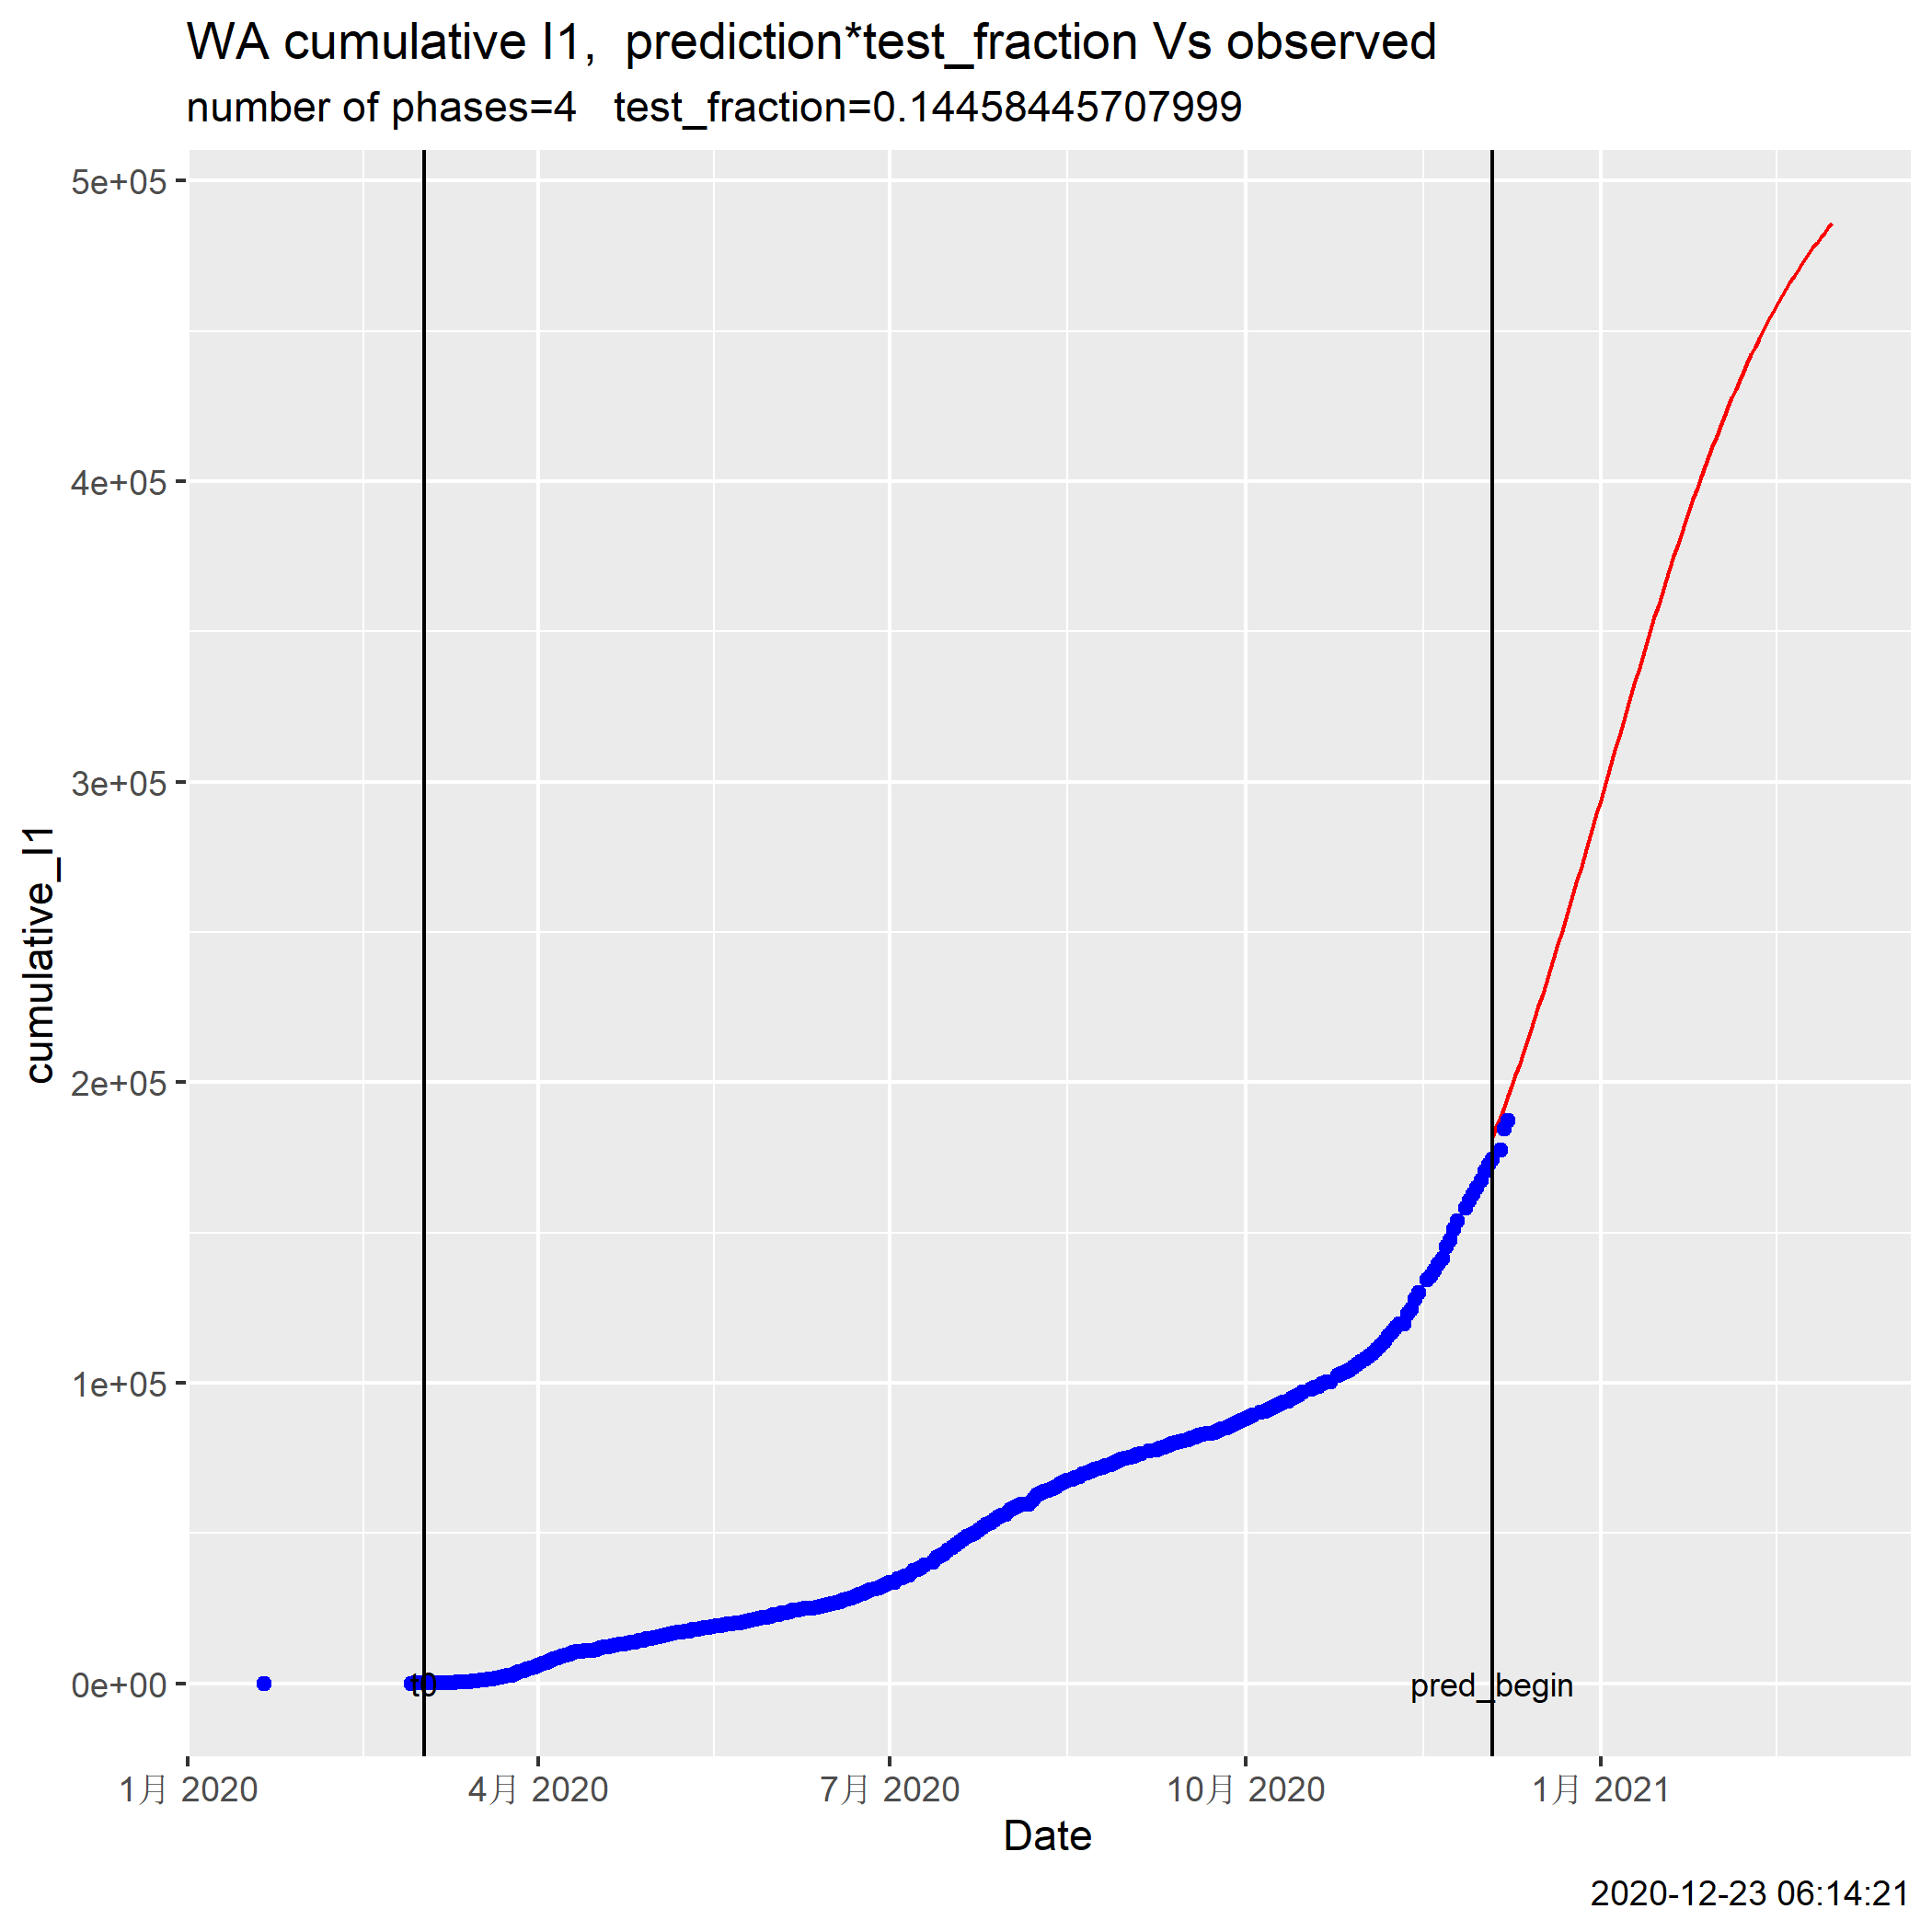 WA cumulative I1,  prediction*test_fraction Vs observed
number of phases=4   test_fraction=0.14458445707999
5e+05
4e+05
3e+05
2e+05
1e+05
0e+00
cumulative_I1
t0
pred_begin
1月 2020
4月 2020
7月 2020
10月 2020
1月 2021
Date
2020-12-23 06:14:21